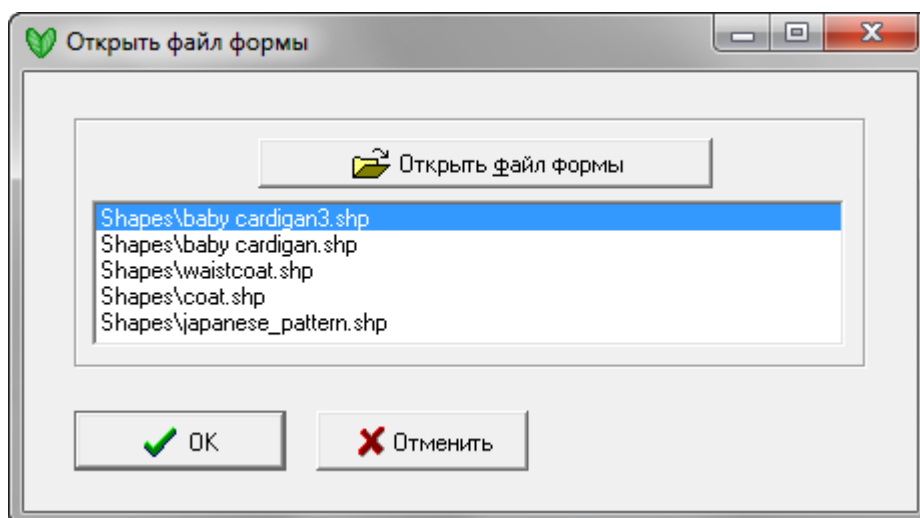 Открыть файл формы
Открыть файл формы
Shapes\baby cardigan3.shp
Shapes\baby cardigan.shp
Shapes\waistcoat.shp
Shapes\coat.shp
Shapes\japanese_pattern.shp
OK
Отменить